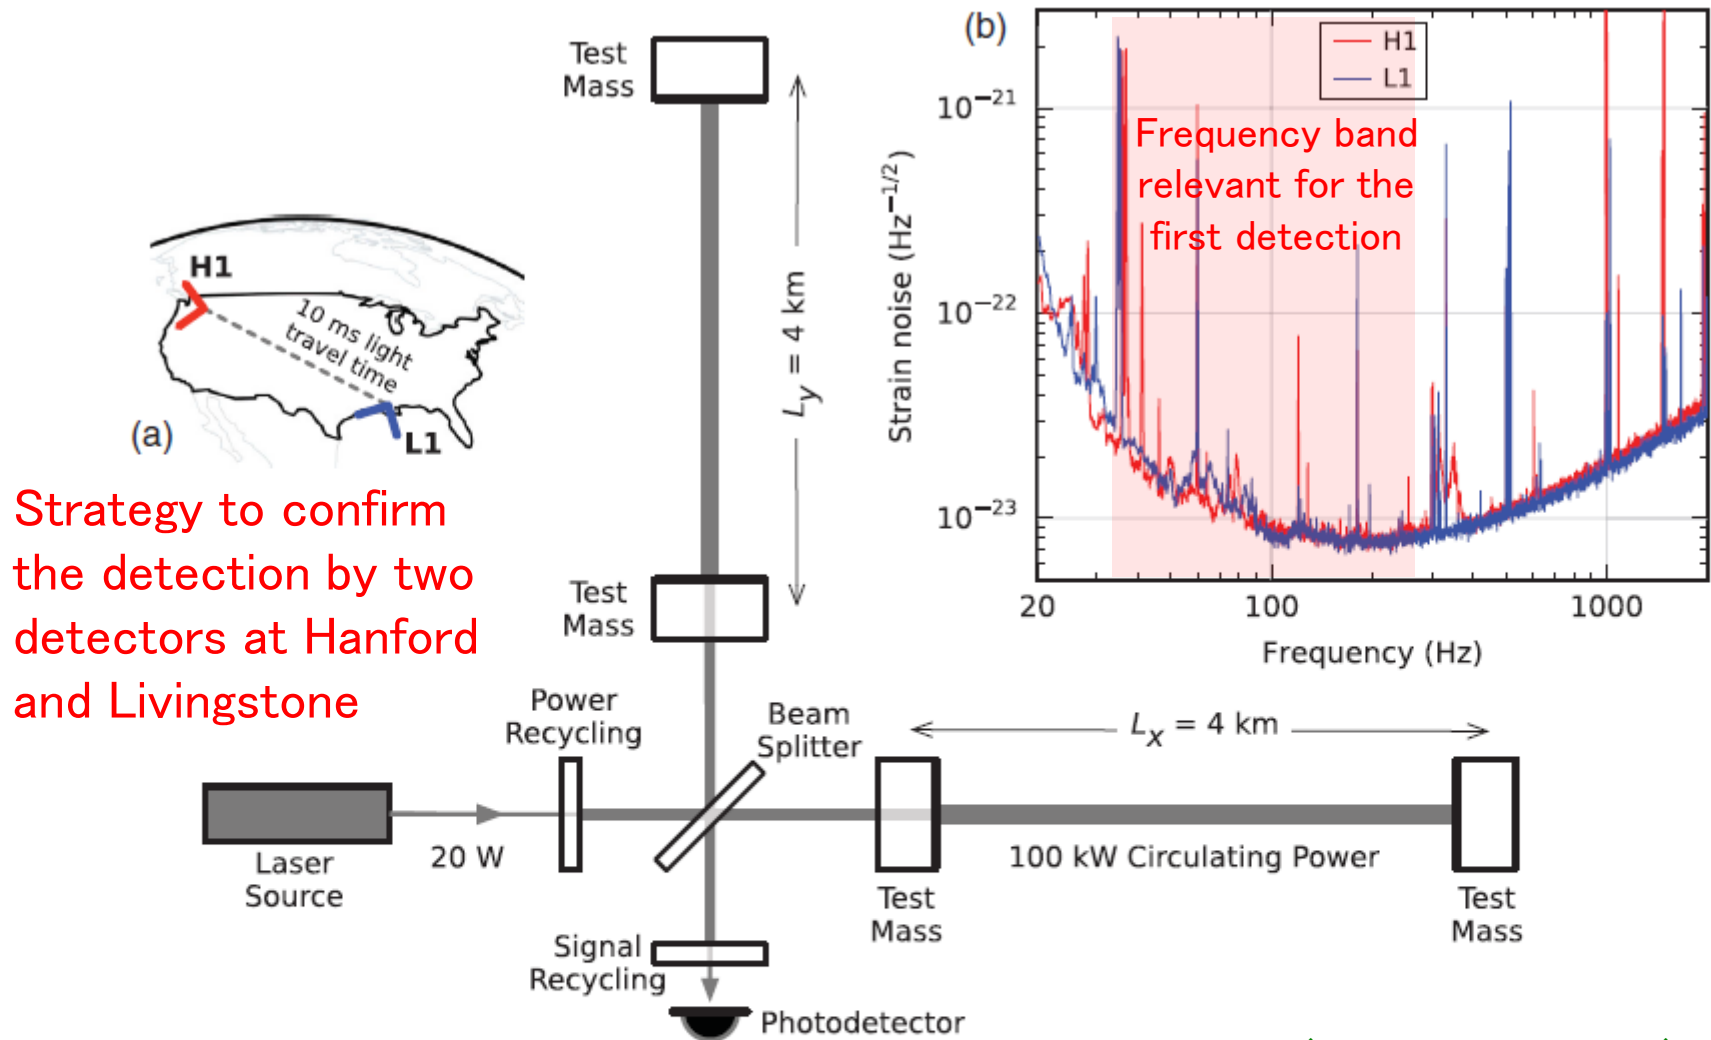 Test
Mass
(b)
H1
L1
10−21
10−22
10−23
Strain noise (Hz−1/2)
Frequency band
relevant for the
first detection
20
100
1000
Frequency (Hz)
Ly = 4 km
H1
10 ms light
travel time
(a)
L1
Strategy to confirm
the detection by two
detectors at Hanford
and Livingstone
Test
Mass
Power
Recycling
Beam
Splitter
Lx = 4 km
Laser
Source
20 W
100 kW Circulating Power
Test
Mass
Test
Mass
Signal
Recycling
Photodetector